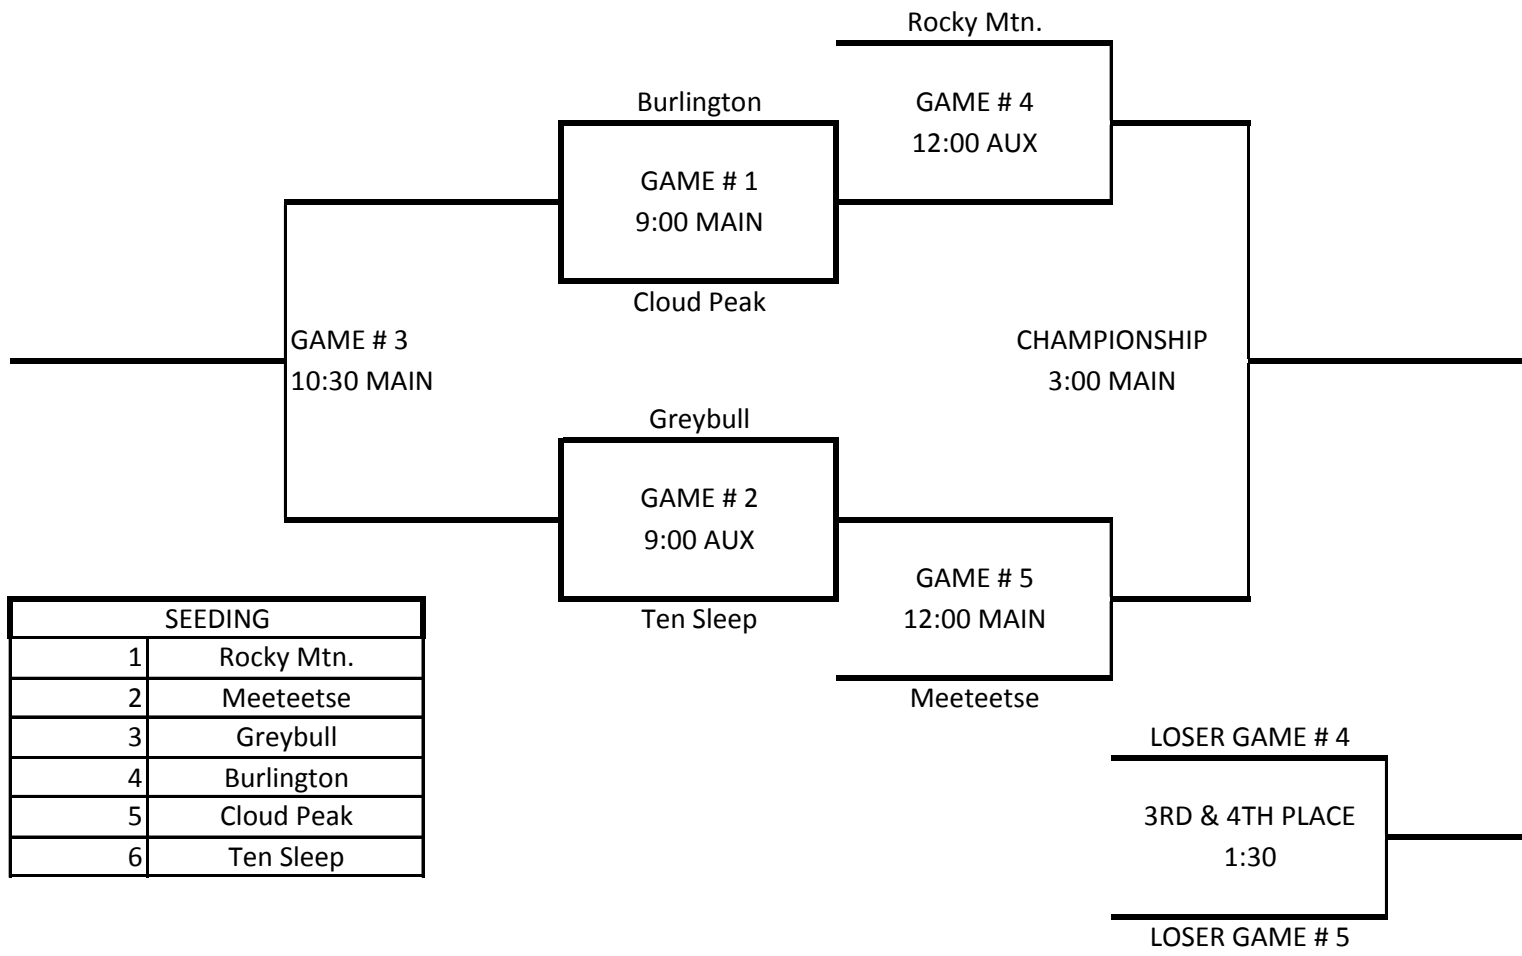 Rocky Mtn.
Burlington
GAME # 4
12:00 AUX
GAME # 1
9:00 MAIN
Cloud Peak
GAME # 3
10:30 MAIN
CHAMPIONSHIP
3:00 MAIN
Greybull
GAME # 2
9:00 AUX
Ten Sleep
GAME # 5
12:00 MAIN
Meeteetse
SEEDING
1 Rocky Mtn.
2 Meeteetse
3 Greybull
4 Burlington
5 Cloud Peak
6 Ten Sleep
LOSER GAME # 4
3RD & 4TH PLACE
1:30
LOSER GAME # 5